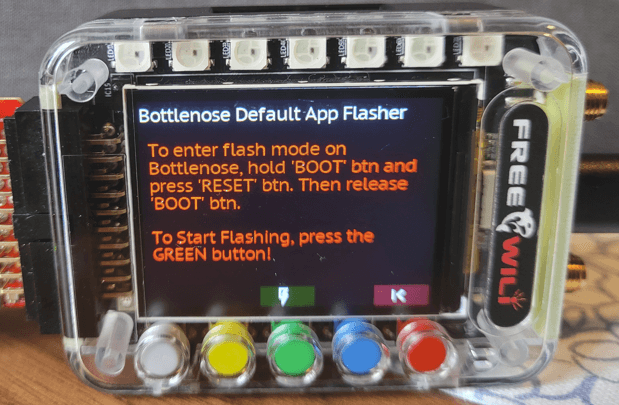 Bottlenose Default App Flasher
To enter flash mode on
Bottlenose, hold 'BOOT' btn and
press 'RESET' btn. Then release
'BOOT' btn.
To Start Flashing, press the
GREEN button!
FREE WILI
IC15